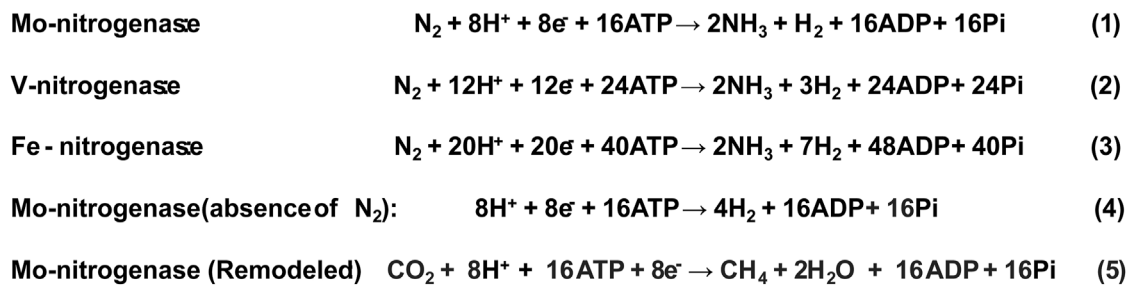 Mo-nitrogenase N₂ + 8H⁺ + 8e⁻ + 16ATP → 2NH₃ + H₂ + 16ADP + 16Pi (1)
V-nitrogenase N₂ + 12H⁺ + 12e⁻ + 24ATP → 2NH₃ + 3H₂ + 24ADP + 24Pi (2)
Fe - nitrogenase N₂ + 20H⁺ + 20e⁻ + 40ATP → 2NH₃ + 7H₂ + 48ADP + 40Pi (3)
Mo-nitrogenase (absence of N₂): 8H⁺ + 8e⁻ + 16ATP → 4H₂ + 16ADP + 16Pi (4)
Mo-nitrogenase (Remodeled) CO₂ + 8H⁺ + 16ATP + 8e⁻ → CH₄ + 2H₂O + 16ADP + 16Pi (5)